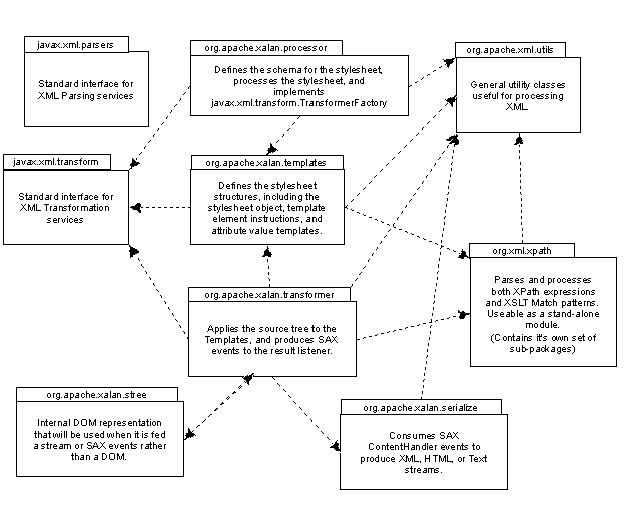 javax.xml.parsers
Standard interface for
XML Parsing services
org.apache.xalan.processor
Defines the schema for the stylesheet,
processes the stylesheet, and
implements
javax.xml.transform.TransformerFactory
org.apache.xml.utils
General utility classes
useful for processing
XML.
javax.xml.transform
Standard interface for
XML Transformation
services
org.apache.xalan.templates
Defines the stylesheet
structures, including the
stylesheet object, template
element instructions, and
attribute value templates.
org.xml.xpath
Parses and processes
both XPath expressions
and XSLT Match patterns.
Useable as a stand-alone
module.
(Contains it's own set of
sub-packages)
org.apache.xalan.transformer
Applies the source tree to the
Templates, and produces SAX
events to the result listener.
org.apache.xalan.stree
Internal DOM representation
that will be used when it is fed
a stream or SAX events rather
than a DOM.
org.apache.xalan.serialize
Consumes SAX
ContentHandler events to
produce XML, HTML, or Text
streams.